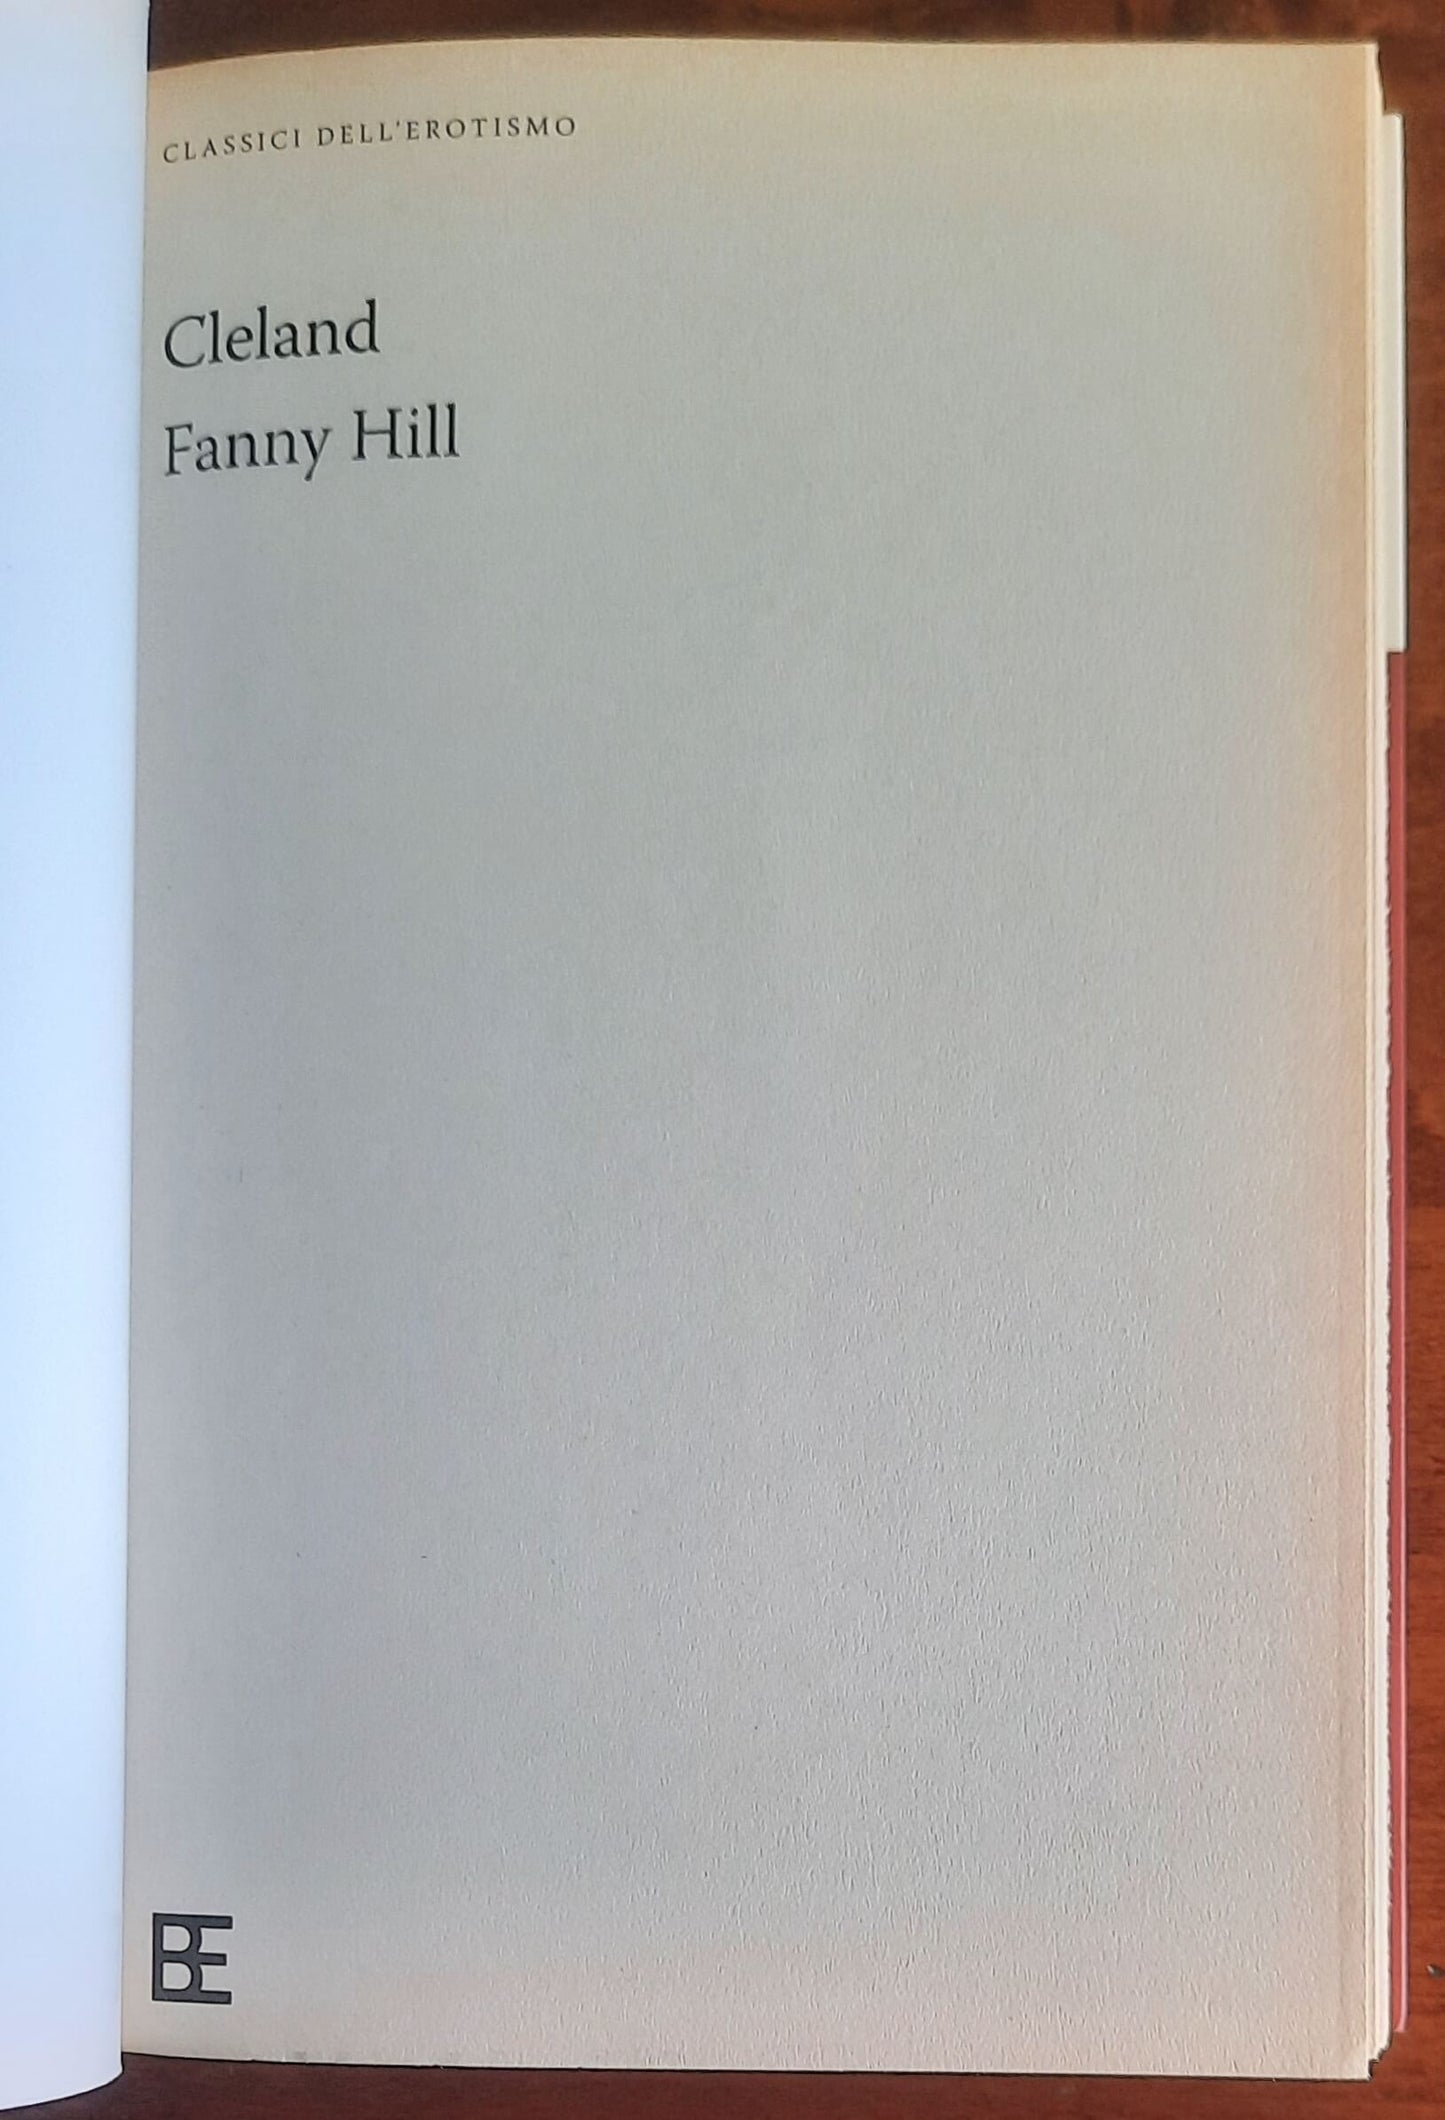 CLASSICI DELL'EROTISMO
Cleland
Fanny Hill
BE